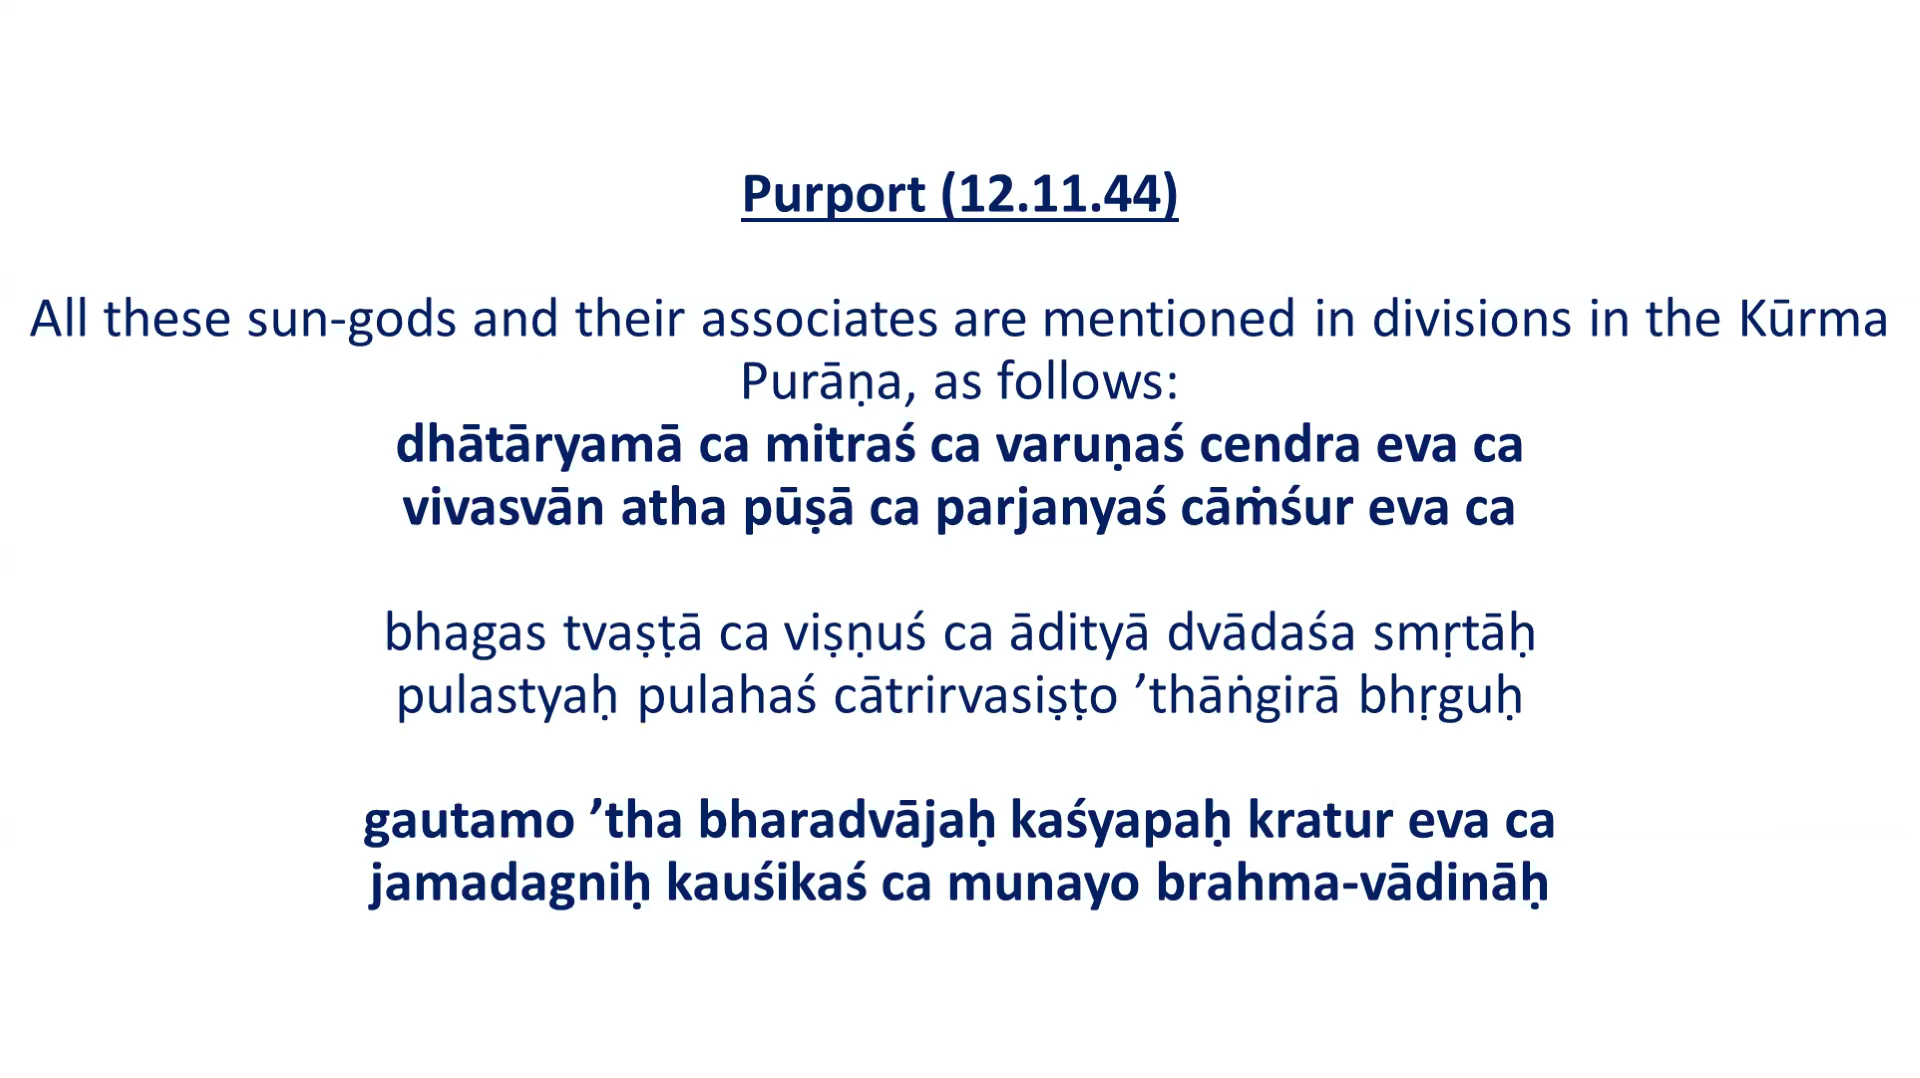 Purport (12.11.44)
All these sun-gods and their associates are mentioned in divisions in the Kūrma
Purāṇa, as follows:
dhātāryamā ca mitraś ca varuṇaś cendra eva ca
vivasvān atha pūṣā ca parjanyaś cāṁśur eva ca
bhagas tvaṣṭā ca viṣṇuś ca ādityā dvādaśa smṛtāḥ
pulastyaḥ pulahaś cātrirvasiṣṭo ’thāṅgirā bhṛguḥ
gautamo ’tha bharadvājaḥ kaśyapaḥ kratur eva ca
jamadagniḥ kauśikaś ca munayo brahma-vādināḥ